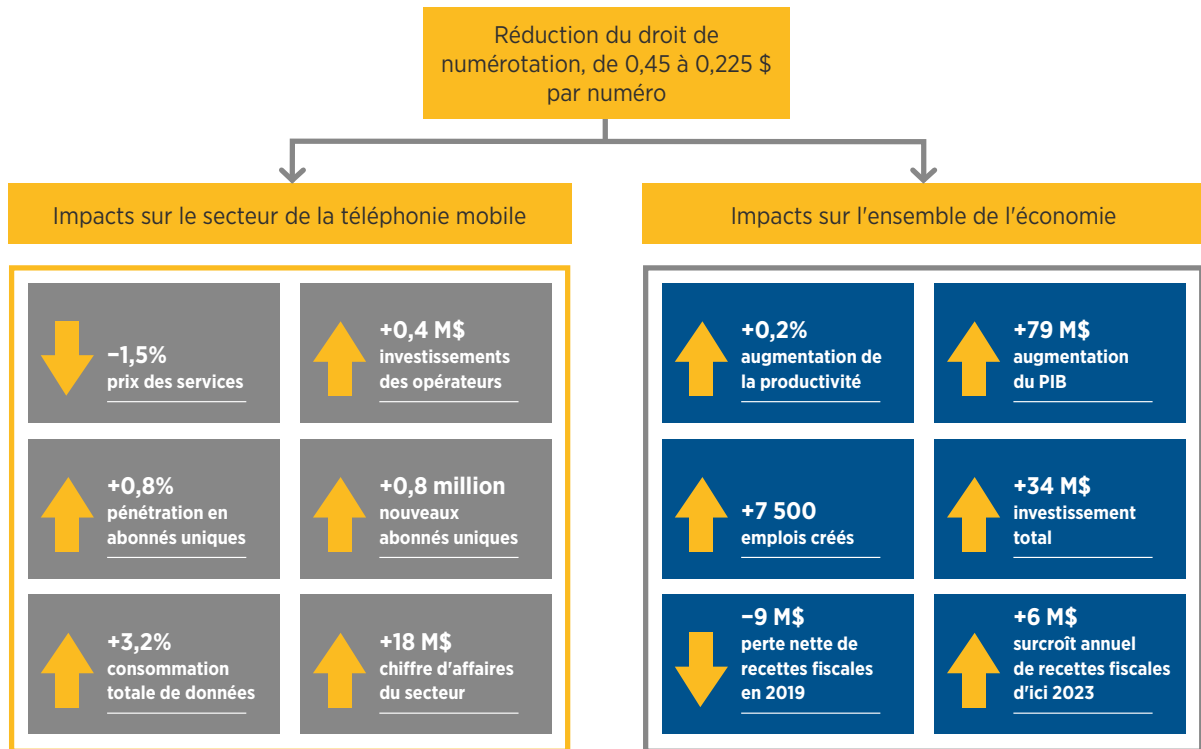 Réduction du droit de
numérotation, de 0,45 à 0,225 $
par numéro
Impacts sur le secteur de la téléphonie mobile
−1,5%
prix des services
+0,4 M$
investissements
des opérateurs
+0,8%
pénétration en
abonnés uniques
+0,8 million
nouveaux
abonnés uniques
+3,2%
consommation
totale de données
+18 M$
chiffre d'affaires
du secteur
Impacts sur l'ensemble de l'économie
+0,2%
augmentation de
la productivité
+79 M$
augmentation
du PIB
+7 500
emplois créés
+34 M$
investissement
total
−9 M$
perte nette de
recettes fiscales
en 2019
+6 M$
surcroît annuel
de recettes fiscales
d'ici 2023